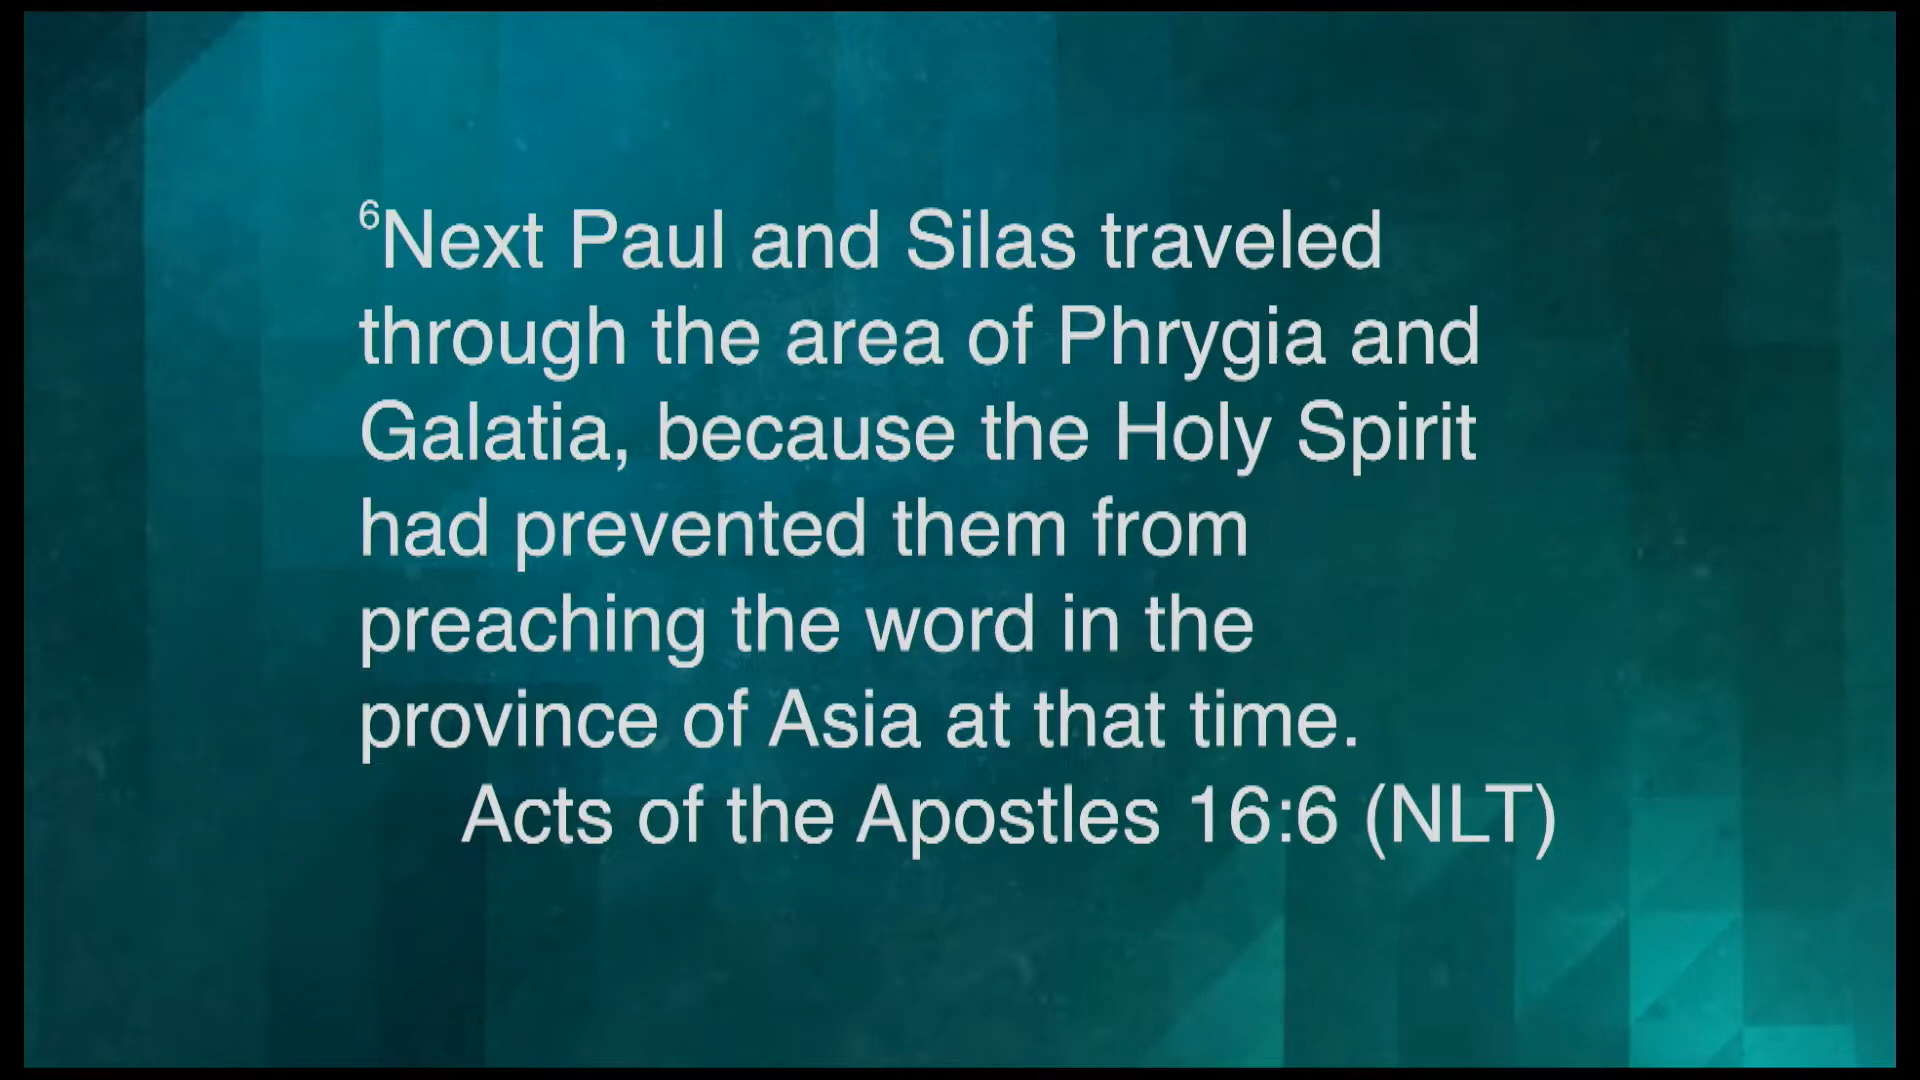 ⁶Next Paul and Silas traveled
through the area of Phrygia and
Galatia, because the Holy Spirit
had prevented them from
preaching the word in the
province of Asia at that time.
Acts of the Apostles 16:6 (NLT)